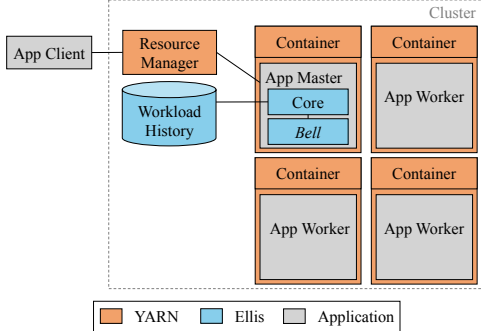 Cluster
App Client
Resource
Manager
Workload
History
Container
App Master
Core
Bell
Container
App Worker
Container
App Worker
Container
App Worker
YARN
Ellis
Application